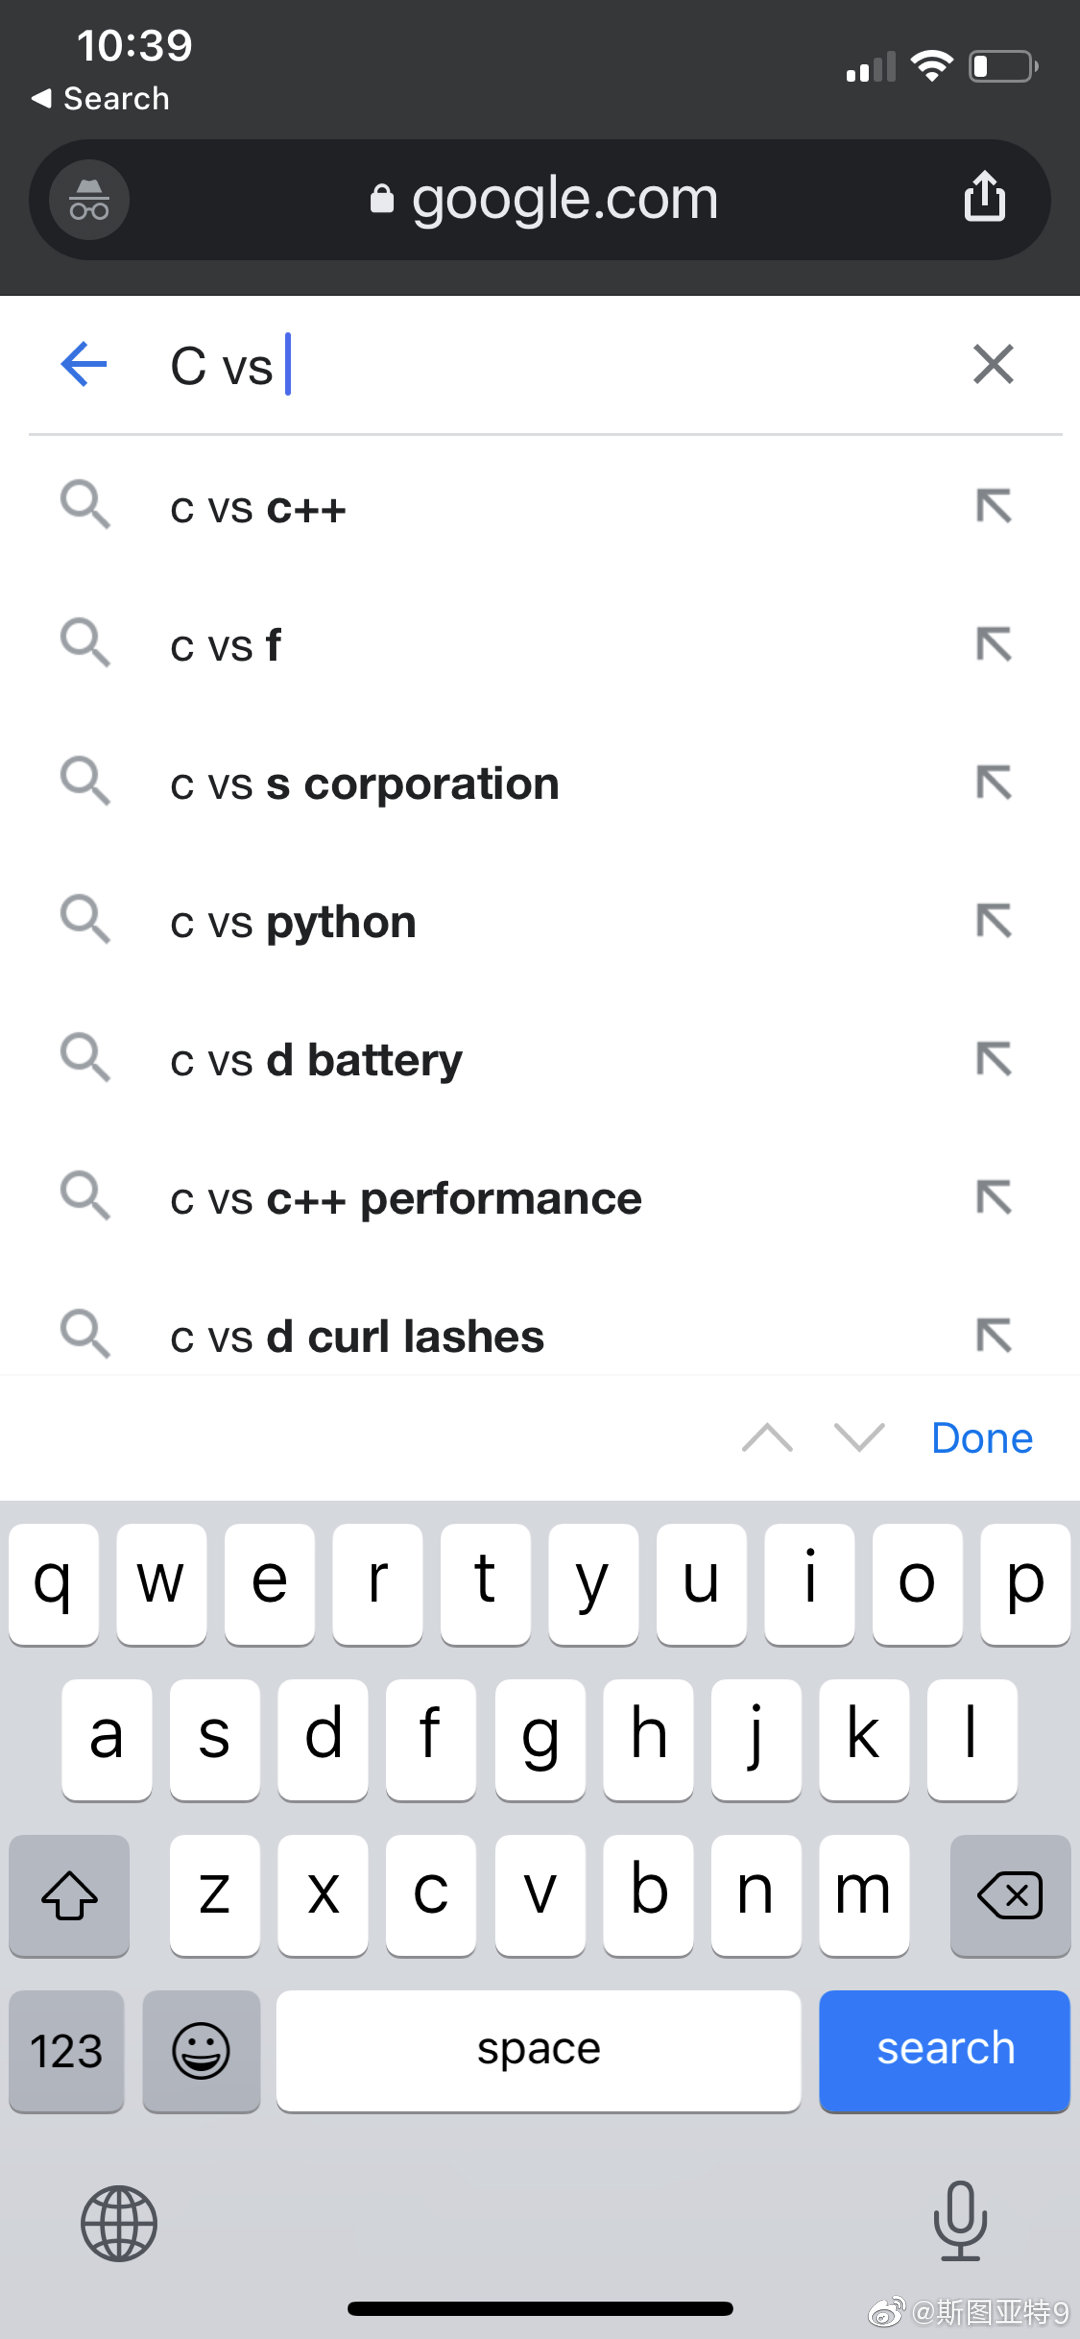 10:39
Search
google.com
C vs
c vs c++
c vs f
c vs s corporation
c vs python
c vs d battery
c vs c++ performance
c vs d curl lashes
Done
q w e r t y u i o p
a s d f g h j k l
z x c v b n m
123 space search
@斯图亚特9